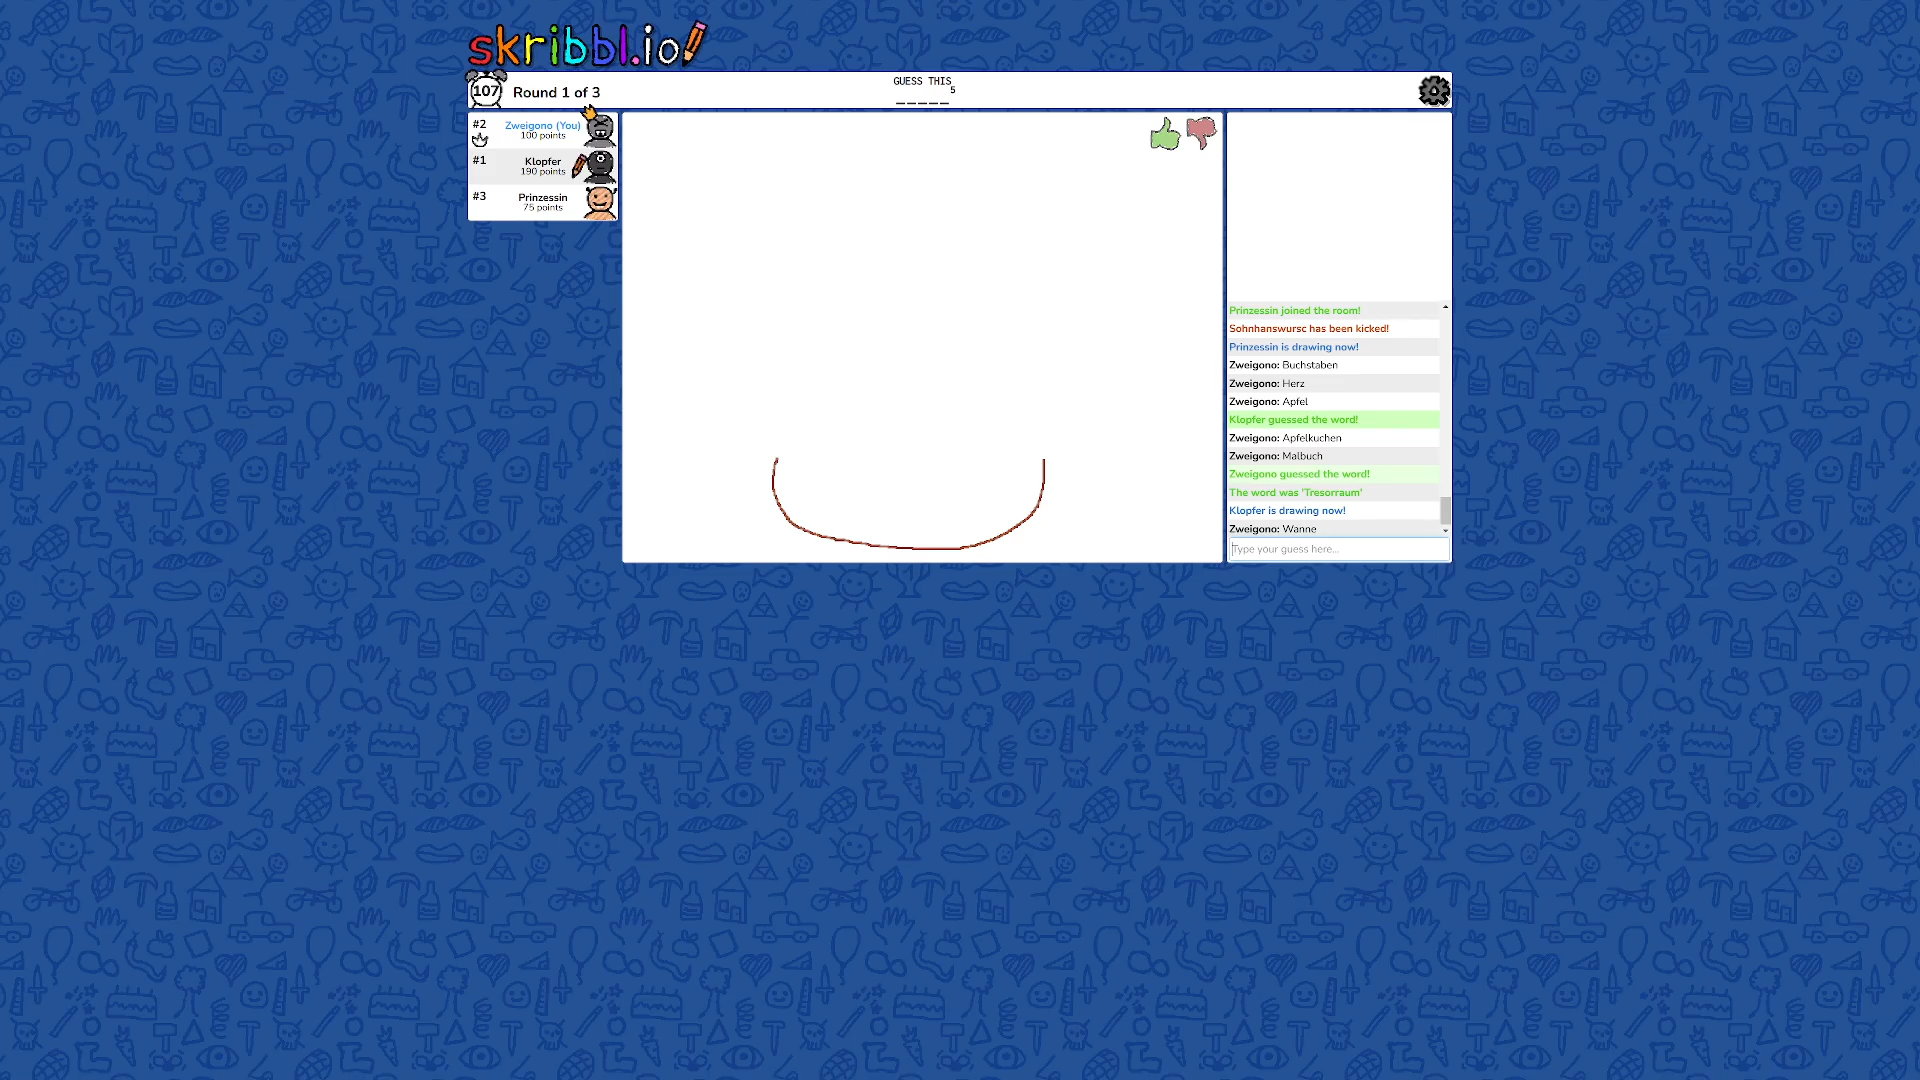 skribbl.io
107
Round 1 of 3
GUESS THIS
_____ 5
#2
Zweigono (You)
100 points
#1
Klopfer
190 points
#3
Prinzessin
75 points
Prinzessin joined the room!
Sohnhanswursc has been kicked!
Prinzessin is drawing now!
Zweigono: Buchstaben
Zweigono: Herz
Zweigono: Apfel
Klopfer guessed the word!
Zweigono: Apfelkuchen
Zweigono: Malbuch
Zweigono guessed the word!
The word was 'Tresorraum'
Klopfer is drawing now!
Zweigono: Wanne
Type your guess here...